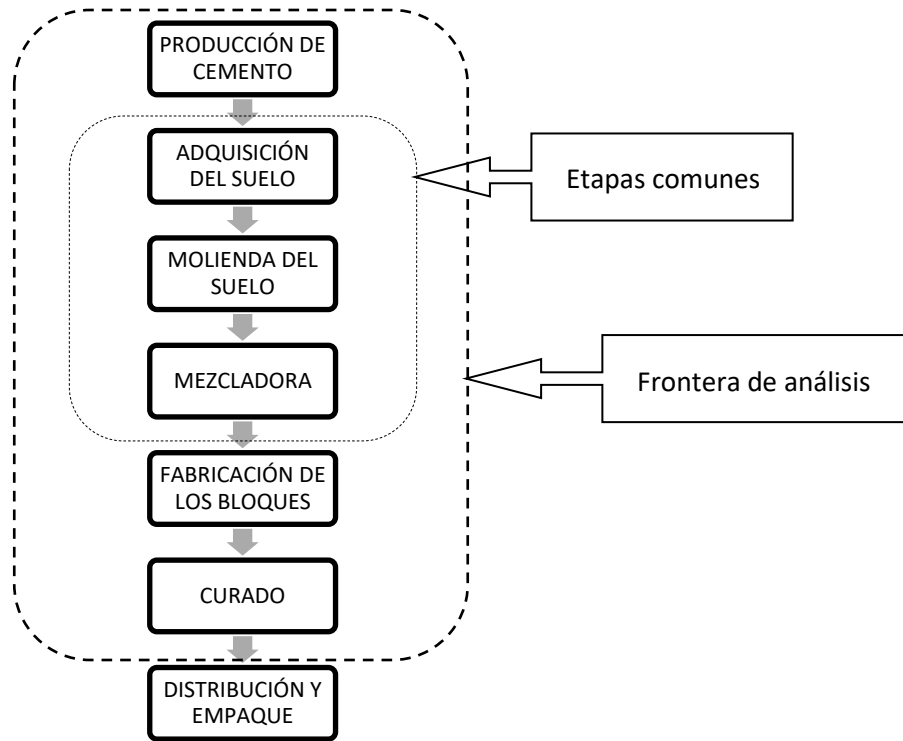 PRODUCCIÓN DE
CEMENTO
ADQUISICIÓN
DEL SUELO
Etapas comunes
MOLIENDA DEL
SUELO
MEZCLADORA
Frontera de análisis
FABRICACIÓN DE
LOS BLOQUES
CURADO
DISTRIBUCIÓN Y
EMPAQUE